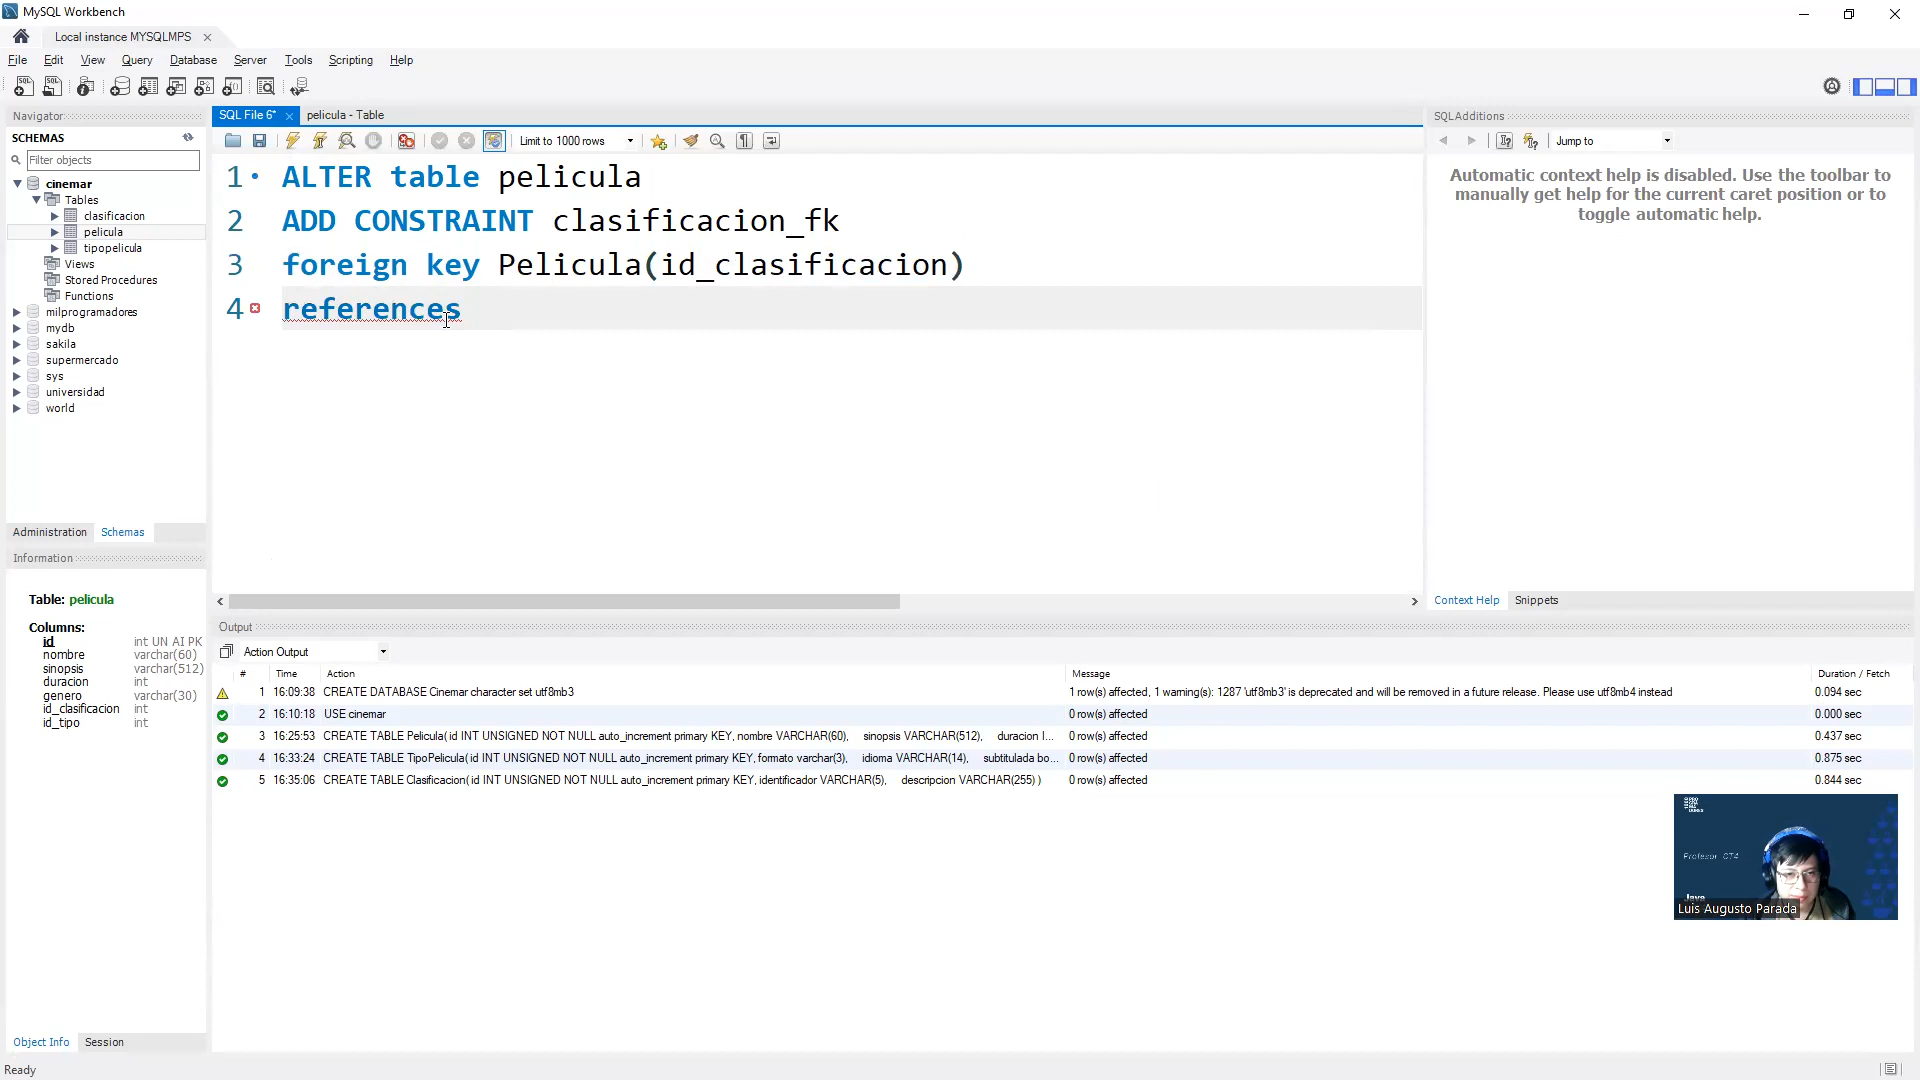 MySQL Workbench
Local instance MYSQLMPS
File Edit View Query Database Server Tools Scripting Help
Navigator
SCHEMAS
Filter objects
cinemar
Tables
clasificacion
pelicula
tipopelicula
Views
Stored Procedures
Functions
milprogramadores
mydb
sakila
supermercado
sys
universidad
world
Administration Schemas
Information
Table: pelicula
Columns:
id int UN AI PK
nombre varchar(60)
sinopsis varchar(512)
duracion int
genero varchar(30)
id_clasificacion int
id_tipo int
Object Info Session
Ready
SQL File 6* pelicula - Table
Limit to 1000 rows
1 ALTER table pelicula
2 ADD CONSTRAINT clasificacion_fk
3 foreign key Pelicula(id_clasificacion)
4 references
SQLAdditions
Jump to
Automatic context help is disabled. Use the toolbar to
manually get help for the current caret position or to
toggle automatic help.
Context Help Snippets
Output
Action Output
# Time Action Message Duration / Fetch
1 16:09:38 CREATE DATABASE Cinemar character set utf8mb3 1 row(s) affected, 1 warning(s): 1287 'utf8mb3' is deprecated and will be removed in a future release. Please use utf8mb4 instead 0.094 sec
2 16:10:18 USE cinemar 0 row(s) affected 0.000 sec
3 16:25:53 CREATE TABLE Pelicula( id INT UNSIGNED NOT NULL auto_increment primary KEY, nombre VARCHAR(60), sinopsis VARCHAR(512), duracion I... 0 row(s) affected 0.437 sec
4 16:33:24 CREATE TABLE TipoPelicula( id INT UNSIGNED NOT NULL auto_increment primary KEY, formato varchar(3), idioma VARCHAR(14), subtitulada bo... 0 row(s) affected 0.875 sec
5 16:35:06 CREATE TABLE Clasificacion( id INT UNSIGNED NOT NULL auto_increment primary KEY, identificador VARCHAR(5), descripcion VARCHAR(255) ) 0 row(s) affected 0.844 sec
Profesor CT4
Java
Luis Augusto Parada